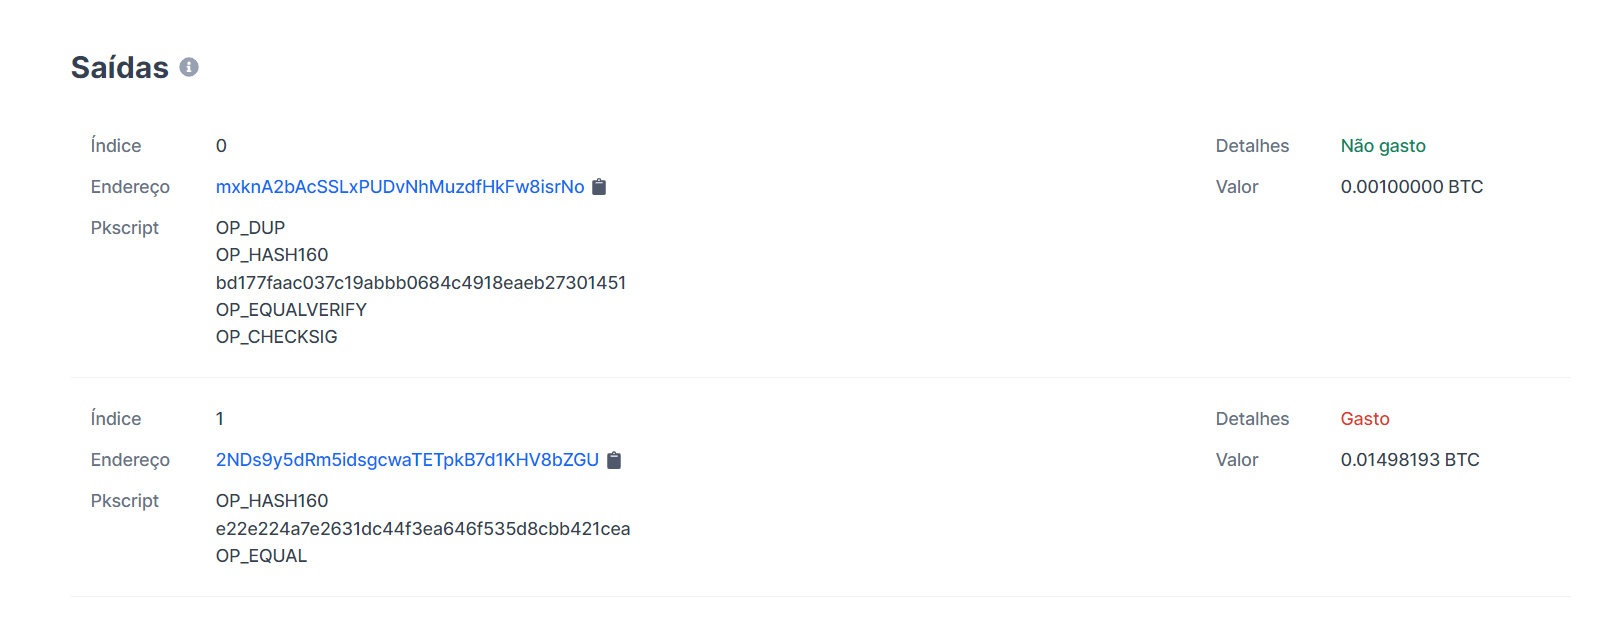 Saídas
Índice 0 Detalhes Não gasto
Endereço mxknA2bAcSSLxPUDvNhMuzdfHkFw8isrNo Valor 0.00100000 BTC
Pkscript OP_DUP
OP_HASH160
bd177faac037c19abbb0684c4918eaeb27301451
OP_EQUALVERIFY
OP_CHECKSIG
Índice 1 Detalhes Gasto
Endereço 2NDs9y5dRm5idsgcwaTETpkB7d1KHV8bZGU Valor 0.01498193 BTC
Pkscript OP_HASH160
e22e224a7e2631dc44f3ea646f535d8cbb421cea
OP_EQUAL